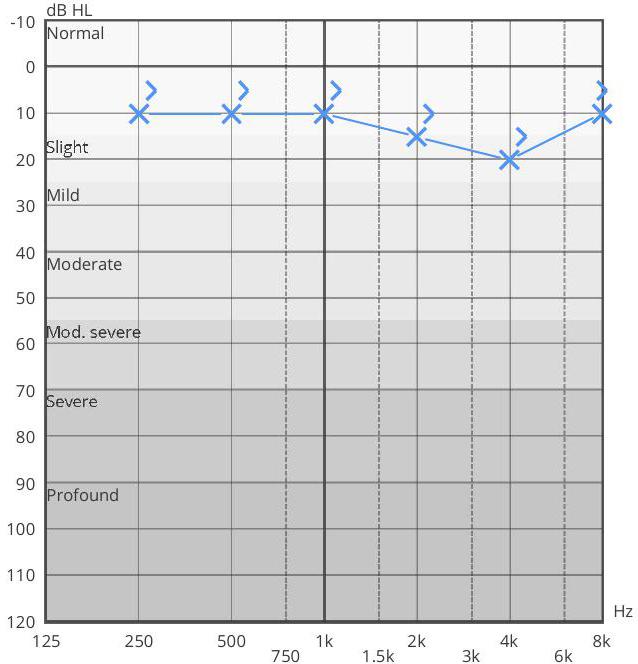 dB HL
-10
Normal
0
10
Slight
20
Mild
30
40
Moderate
50
Mod. severe
60
70
Severe
80
90
Profound
100
110
120
Hz
125 250 500 1k 2k 4k 8k
750 1.5k 3k 6k